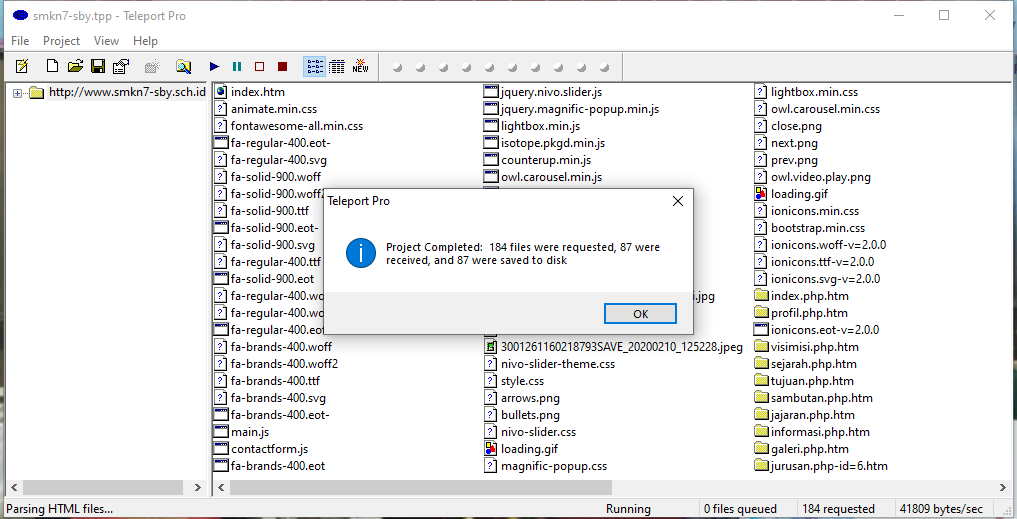 smkn7-sby.tpp - Teleport Pro
File Project View Help
NEW
http://www.smkn7-sby.sch.id
index.htm
animate.min.css
fontawesome-all.min.css
fa-regular-400.eot-
fa-regular-400.svg
fa-solid-900.woff
fa-solid-900.woff2
fa-solid-900.ttf
fa-solid-900.eot-
fa-solid-900.svg
fa-regular-400.ttf
fa-solid-900.eot
fa-regular-400.wo
fa-regular-400.wo
fa-regular-400.eot
fa-brands-400.woff
fa-brands-400.woff2
fa-brands-400.ttf
fa-brands-400.svg
fa-brands-400.eot-
main.js
contactform.js
fa-brands-400.eot
jquery.nivo.slider.js
jquery.magnific-popup.min.js
lightbox.min.js
isotope.pkgd.min.js
counterup.min.js
owl.carousel.min.js
.jpg
3001261160218793SAVE_20200210_125228.jpeg
nivo-slider-theme.css
style.css
arrows.png
bullets.png
nivo-slider.css
loading.gif
magnific-popup.css
lightbox.min.css
owl.carousel.min.css
close.png
next.png
prev.png
owl.video.play.png
loading.gif
ionicons.min.css
bootstrap.min.css
ionicons.woff-v=2.0.0
ionicons.ttf-v=2.0.0
ionicons.svg-v=2.0.0
index.php.htm
profil.php.htm
ionicons.eot-v=2.0.0
visimisi.php.htm
sejarah.php.htm
tujuan.php.htm
sambutan.php.htm
jajaran.php.htm
informasi.php.htm
galeri.php.htm
jurusan.php-id=6.htm
Teleport Pro
Project Completed: 184 files were requested, 87 were
received, and 87 were saved to disk
OK
Parsing HTML files... Running 0 files queued 184 requested 41809 bytes/sec